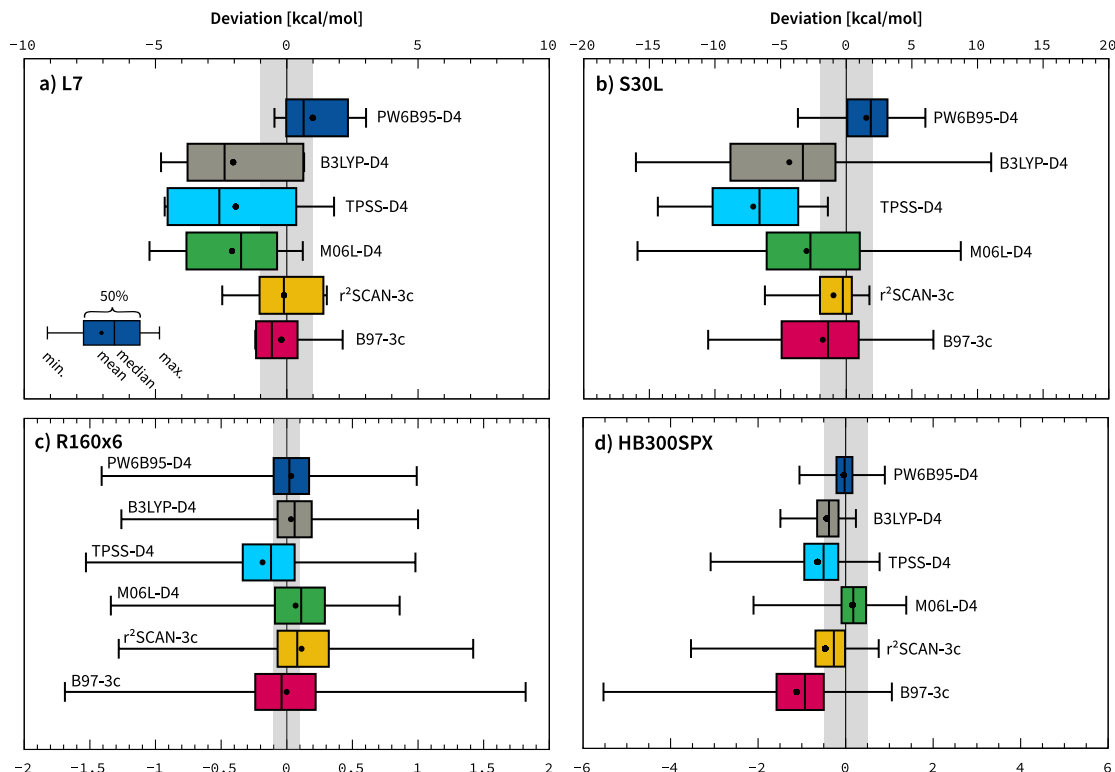 Deviation [kcal/mol]
Deviation [kcal/mol]
−10 −5 0 5 10
−20 −15 −10 −5 0 5 10 15 20
a) L7
PW6B95-D4
B3LYP-D4
TPSS-D4
M06L-D4
r²SCAN-3c
B97-3c
50%
min.
mean
median
max.
b) S30L
PW6B95-D4
B3LYP-D4
TPSS-D4
M06L-D4
r²SCAN-3c
B97-3c
c) R160x6
PW6B95-D4
B3LYP-D4
TPSS-D4
M06L-D4
r²SCAN-3c
B97-3c
d) HB300SPX
PW6B95-D4
B3LYP-D4
TPSS-D4
M06L-D4
r²SCAN-3c
B97-3c
−2 −1.5 −1 −0.5 0 0.5 1 1.5 2
−6 −4 −2 0 2 4 6